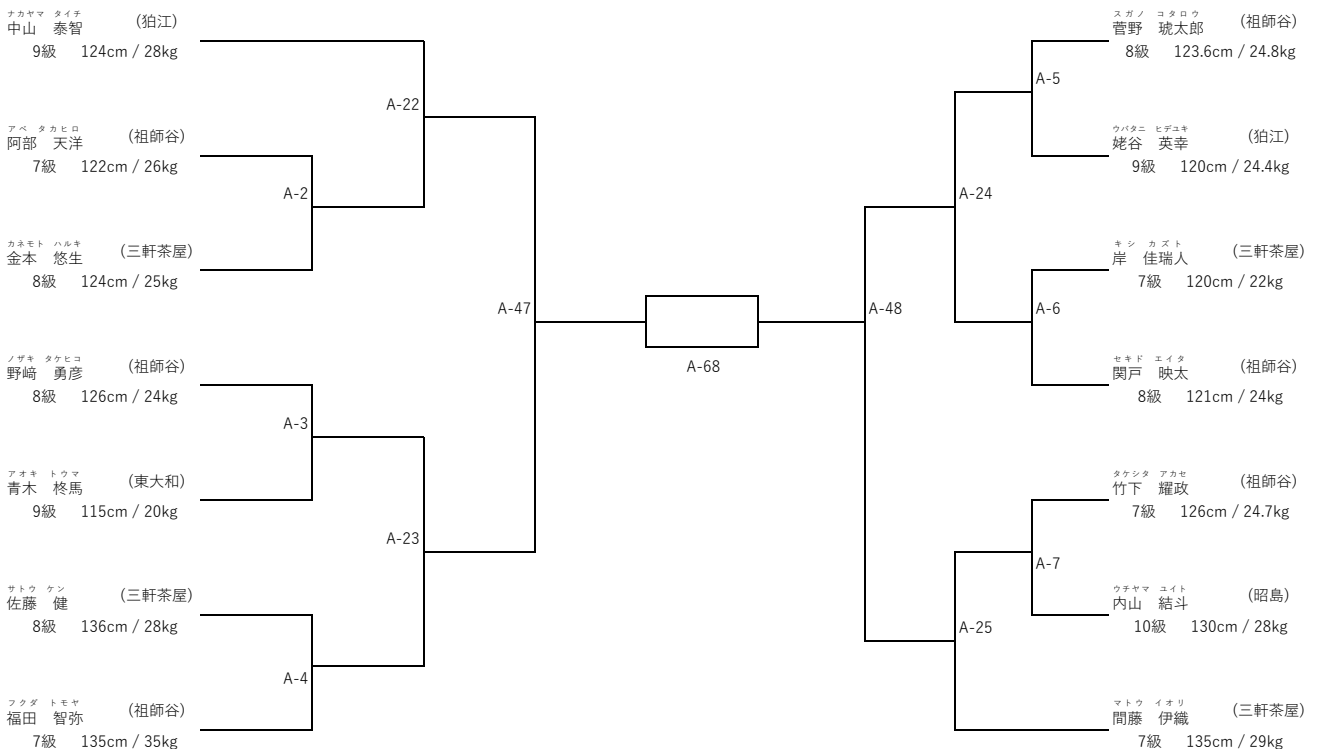 ナカヤマ タイチ
中山 泰智 (狛江)
9級 124cm / 28kg
アベ タカヒロ
阿部 天洋 (祖師谷)
7級 122cm / 26kg
カネモト ハルキ
金本 悠生 (三軒茶屋)
8級 124cm / 25kg
ノザキ タケヒコ
野﨑 勇彦 (祖師谷)
8級 126cm / 24kg
アオキ トウマ
青木 柊馬 (東大和)
9級 115cm / 20kg
サトウ ケン
佐藤 健 (三軒茶屋)
8級 136cm / 28kg
フクダ トモヤ
福田 智弥 (祖師谷)
7級 135cm / 35kg
A-22
A-2
A-3
A-23
A-4
A-47
A-68
A-48
A-24
A-25
A-5
A-6
A-7
スガノ コタロウ
菅野 琥太郎 (祖師谷)
8級 123.6cm / 24.8kg
ウバタニ ヒデユキ
姥谷 英幸 (狛江)
9級 120cm / 24.4kg
キシ カズト
岸 佳瑞人 (三軒茶屋)
7級 120cm / 22kg
セキド エイタ
関戸 映太 (祖師谷)
8級 121cm / 24kg
タケシタ アカセ
竹下 耀政 (祖師谷)
7級 126cm / 24.7kg
ウチヤマ ユイト
内山 結斗 (昭島)
10級 130cm / 28kg
マトウ イオリ
間藤 伊織 (三軒茶屋)
7級 135cm / 29kg